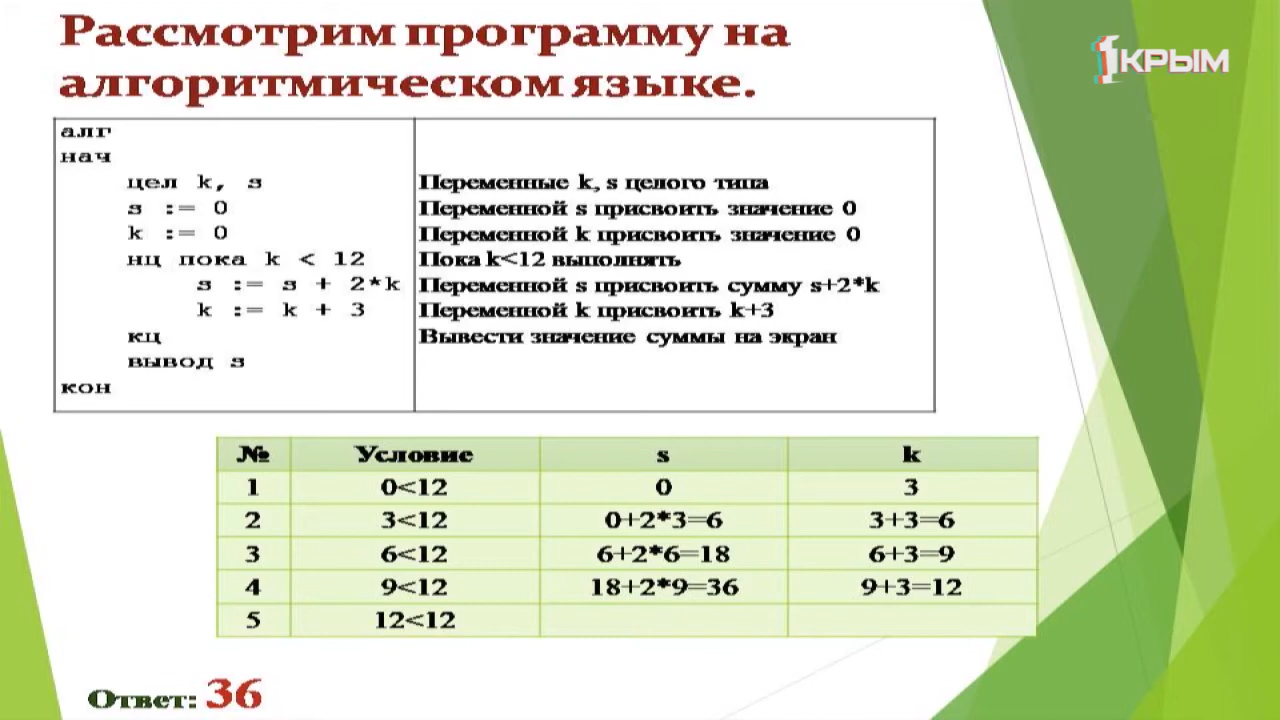 Рассмотрим программу на
алгоритмическом языке.
1КРЫМ
алг
нач
цел k, s
s := 0
k := 0
нц пока k < 12
s := s + 2*k
k := k + 3
кц
вывод s
кон
Переменные k, s целого типа
Переменной s присвоить значение 0
Переменной k присвоить значение 0
Пока k<12 выполнять
Переменной s присвоить сумму s+2*k
Переменной k присвоить k+3
Вывести значение суммы на экран
№ Условие s k
1 0<12 0 3
2 3<12 0+2*3=6 3+3=6
3 6<12 6+2*6=18 6+3=9
4 9<12 18+2*9=36 9+3=12
5 12<12
Ответ: 36